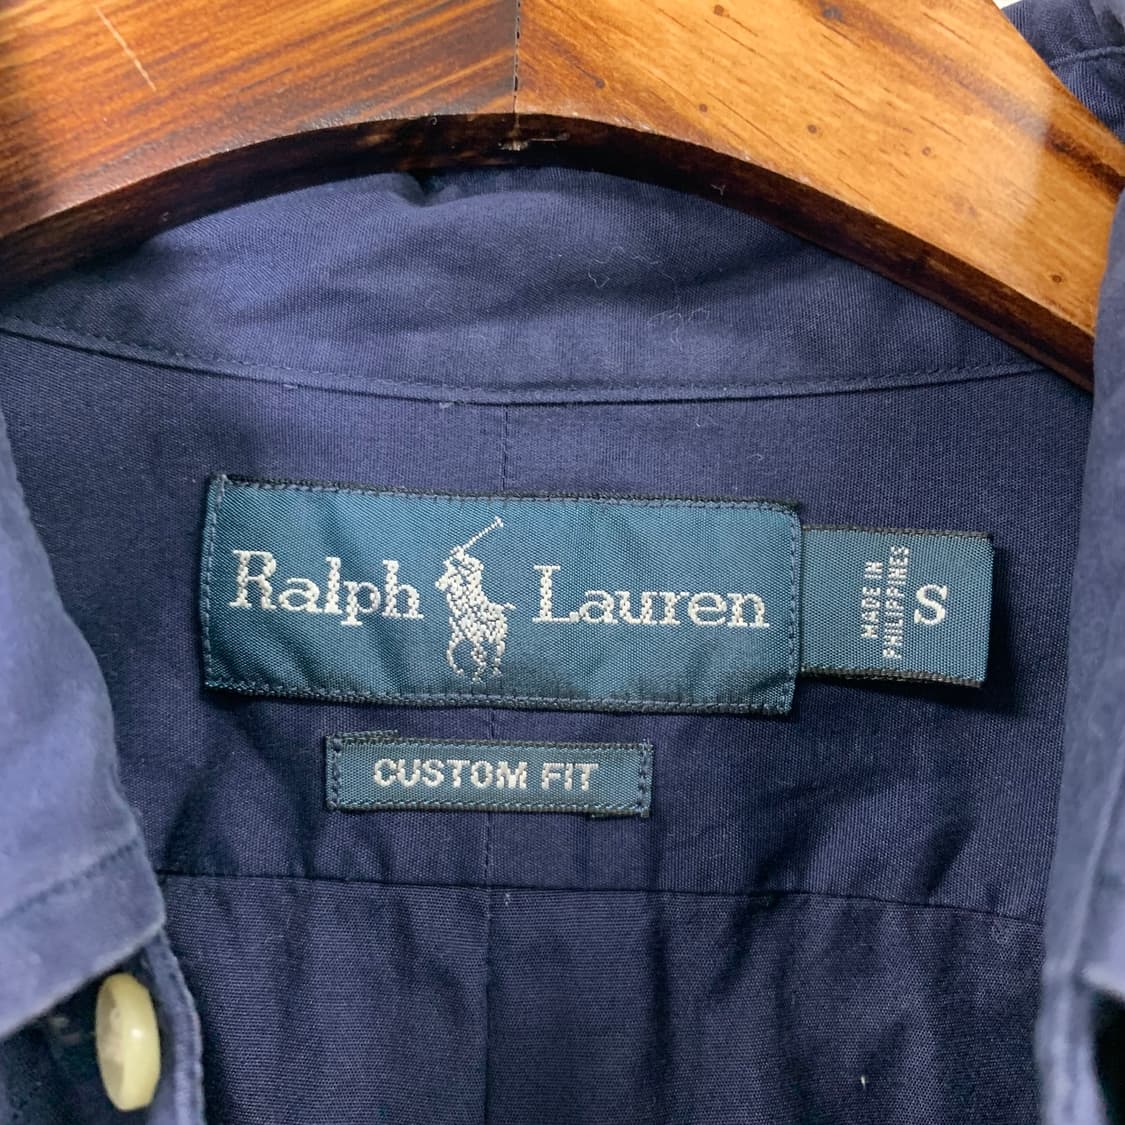 Ralph Lauren
MADE IN
PHILIPPINES
S
CUSTOM FIT